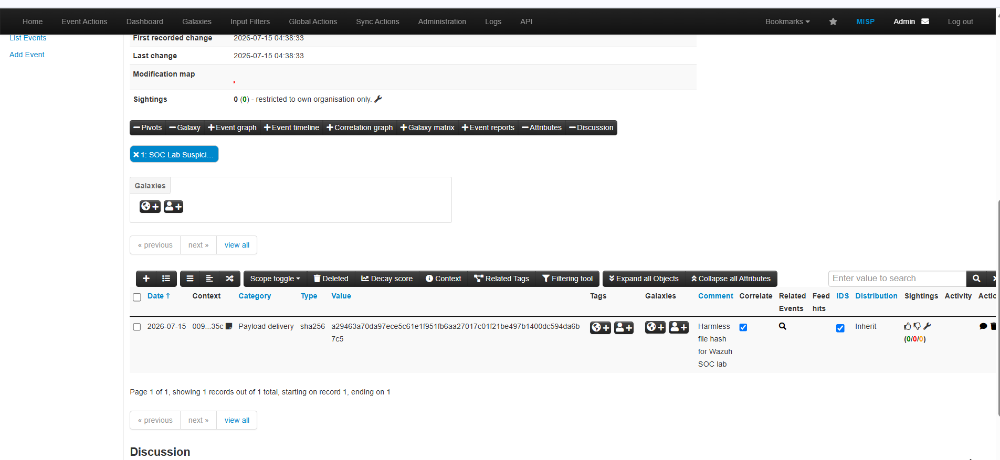 Home Event Actions Dashboard Galaxies Input Filters Global Actions Sync Actions Administration Logs API Bookmarks MISP Admin Log out
List Events
Add Event
First recorded change 2026-07-15 04:38:33
Last change 2026-07-15 04:38:33
Modification map
Sightings 0 (0) - restricted to own organisation only.
Pivots Galaxy Event graph Event timeline Correlation graph Galaxy matrix Event reports Attributes Discussion
1: SOC Lab Suspici...
Galaxies
« previous next » view all
Scope toggle Deleted Decay score Context Related Tags Filtering tool Expand all Objects Collapse all Attributes Enter value to search
Date Context Category Type Value Tags Galaxies Comment Correlate Related Feed IDS Distribution Sightings Activity Actio
Events hits
2026-07-15 009...35c Payload delivery sha256 a29463a70da97ece5c61e1f951fb6aa27017c01f21be497b1400dc594da6b Harmless Inherit
7c5 file hash (0/0/0)
for Wazuh
SOC lab
Page 1 of 1, showing 1 records out of 1 total, starting on record 1, ending on 1
« previous next » view all
Discussion